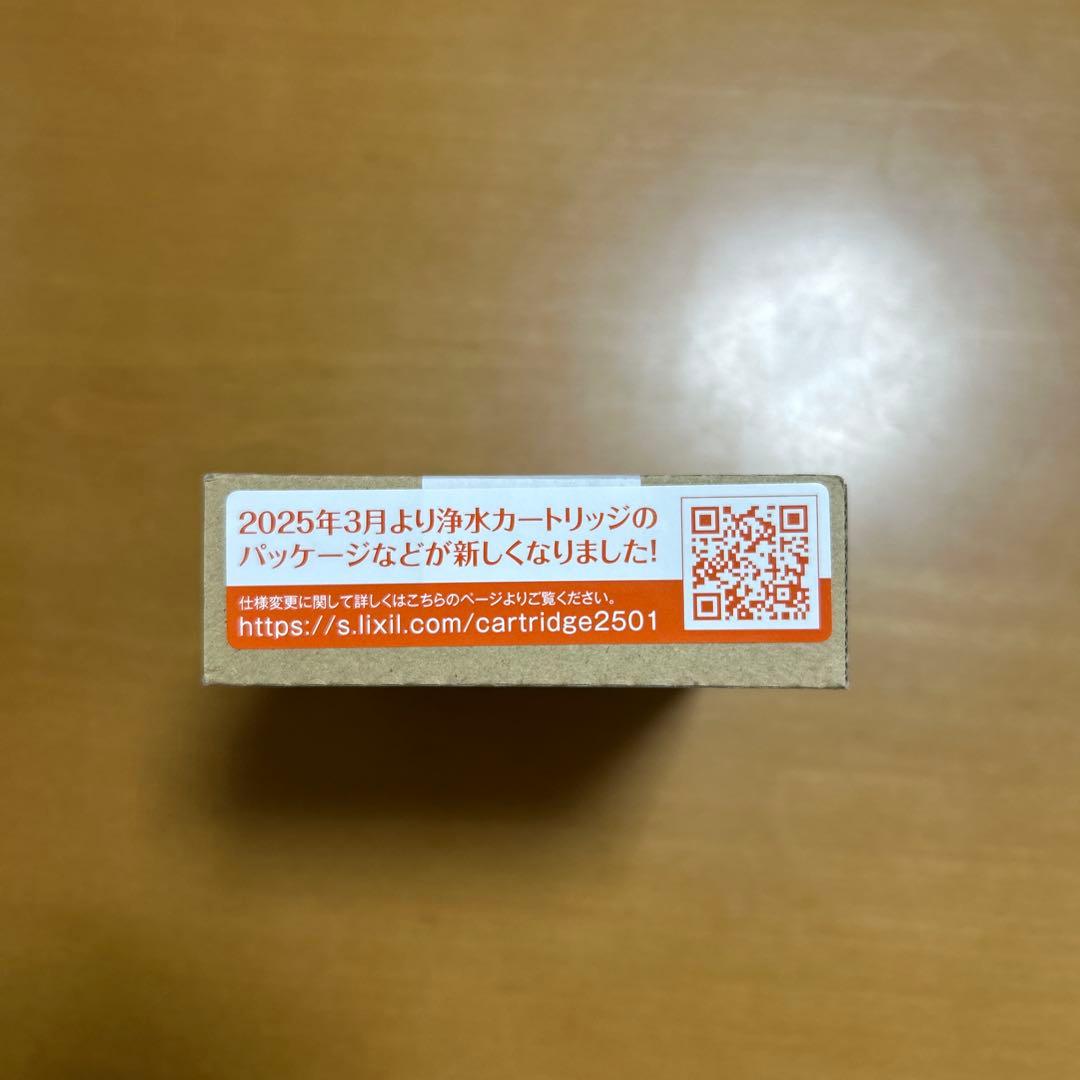 2025年3月より浄水カートリッジの
パッケージなどが新しくなりました!
仕様変更に関して詳しくはこちらのページよりご覧ください。
https://s.lixil.com/cartridge2501